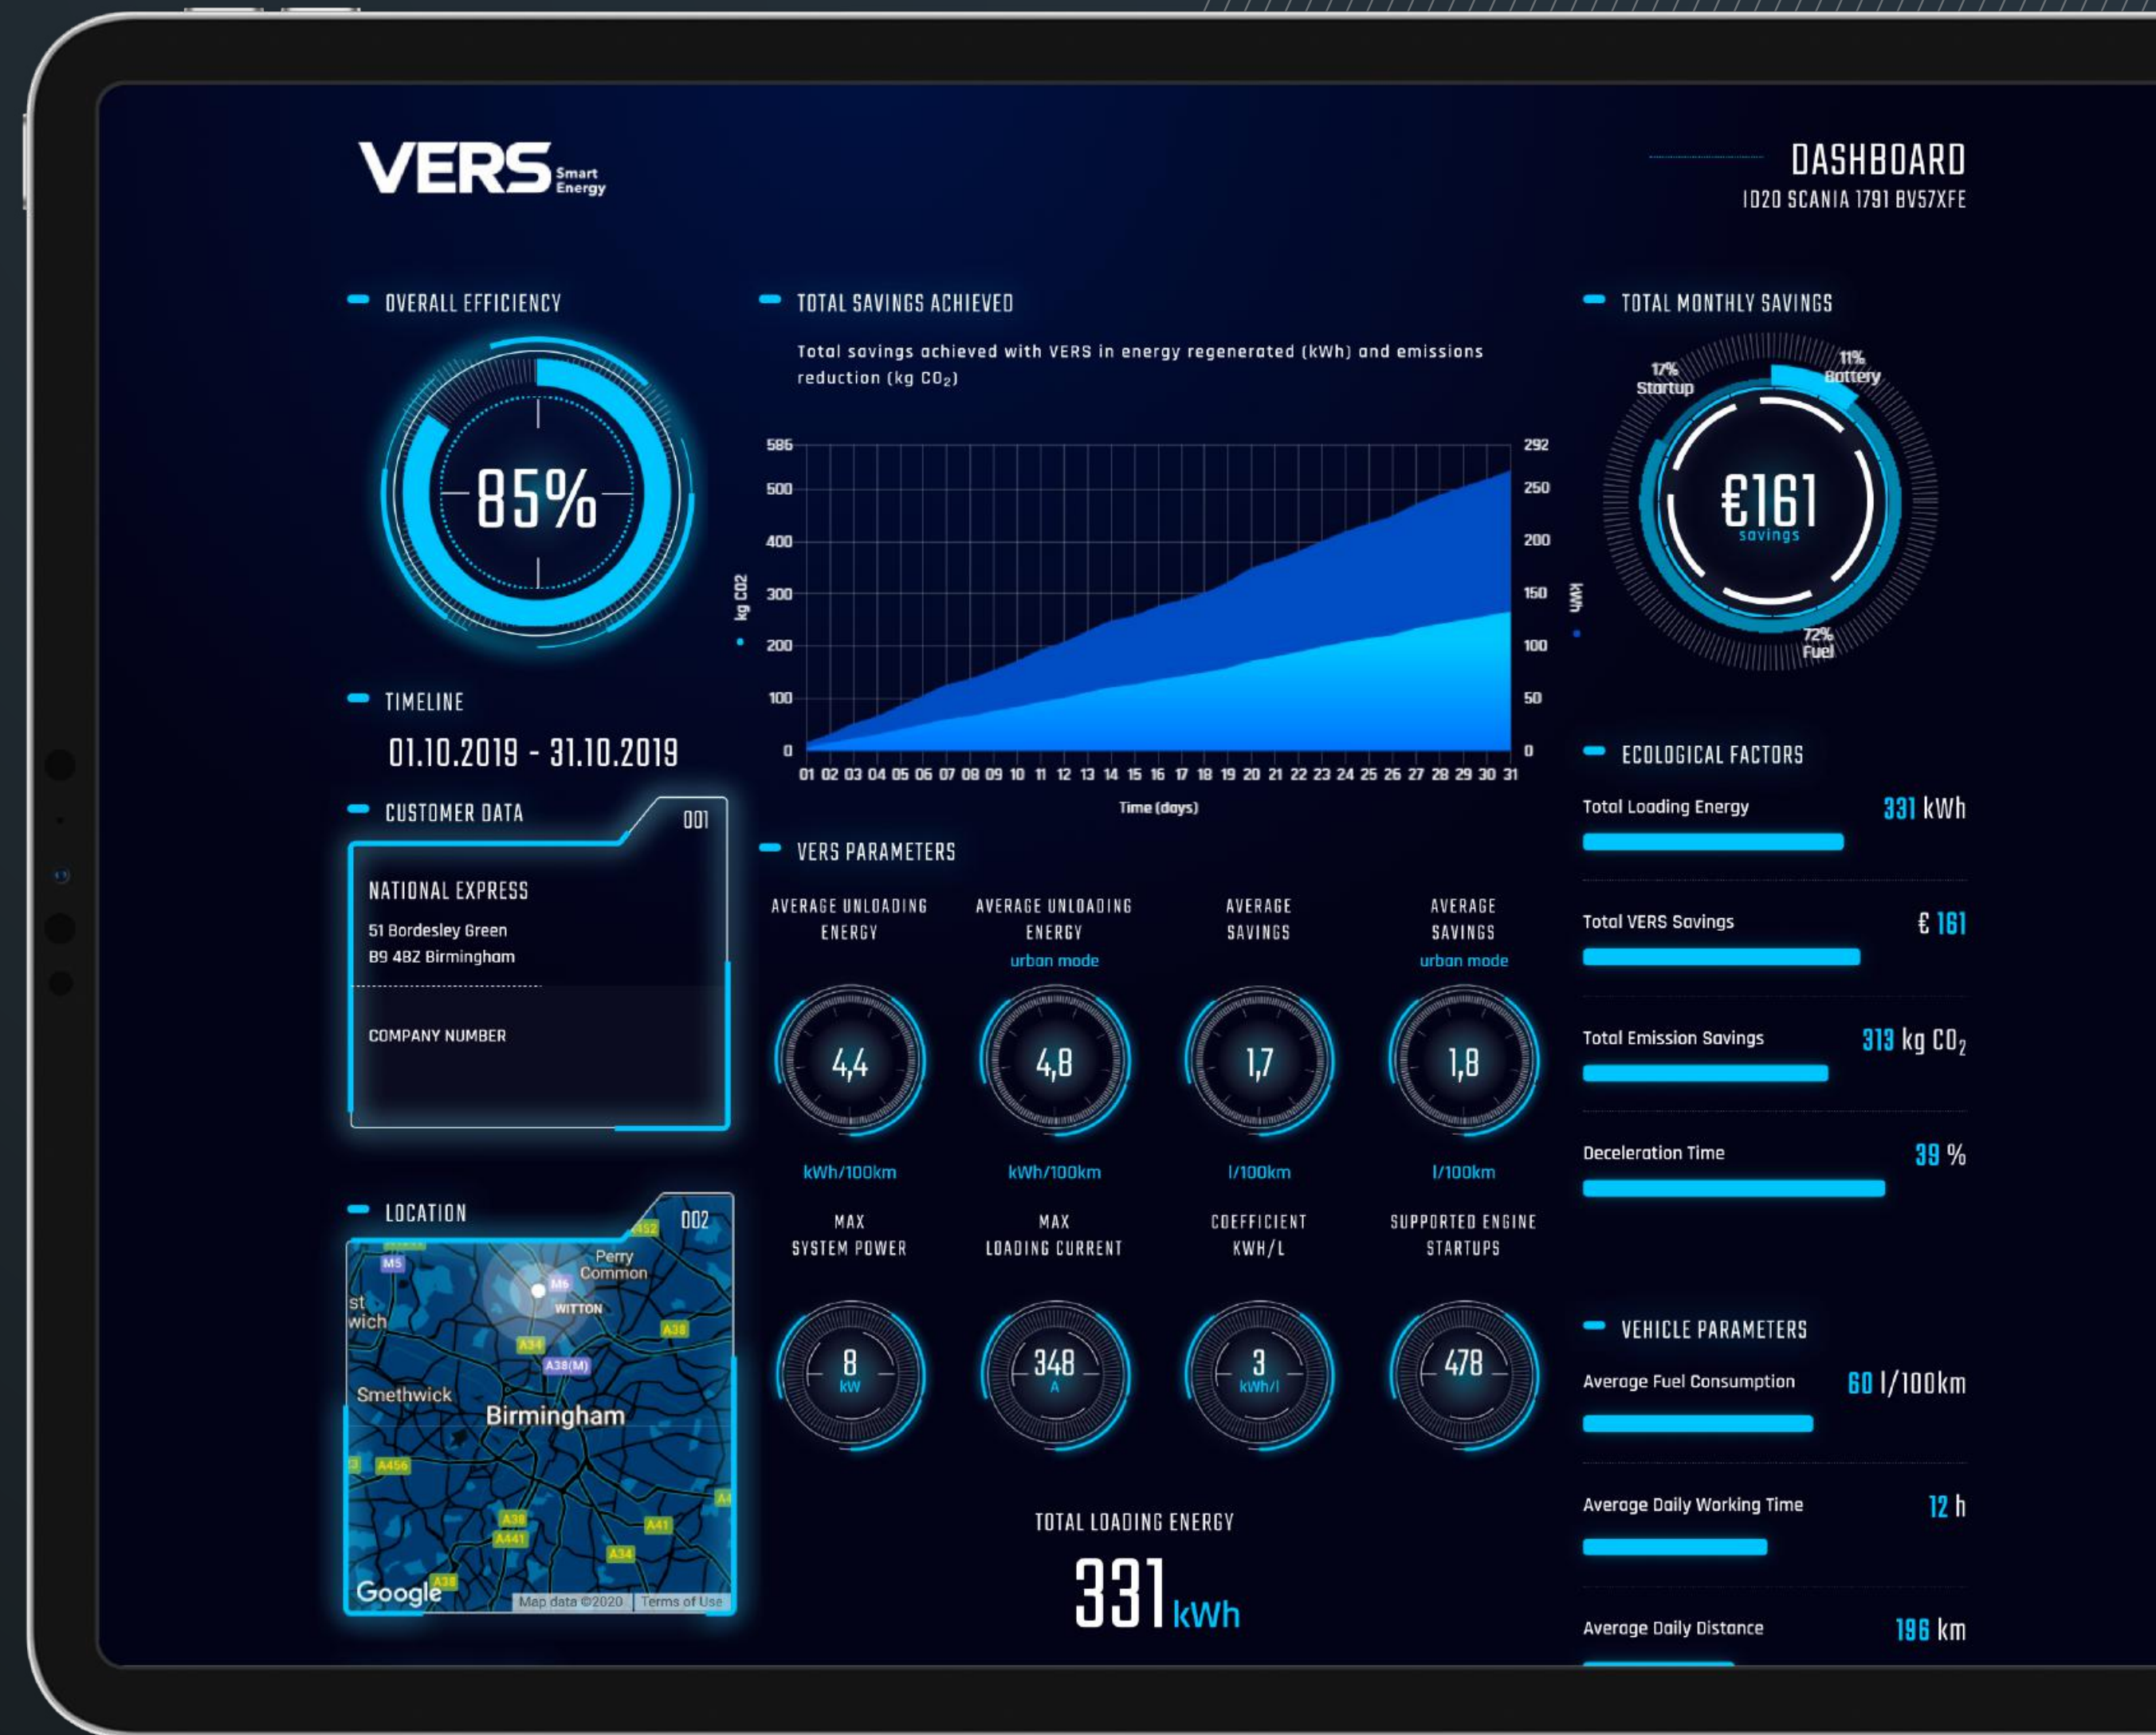 VERS Smart
Energy
DASHBOARD
ID20 SCANIA 1791 BV57XFE
OVERALL EFFICIENCY
85%
TIMELINE
01.10.2019 - 31.10.2019
CUSTOMER DATA
001
NATIONAL EXPRESS
51 Bordesley Green
B9 4BZ Birmingham
COMPANY NUMBER
LOCATION
002
A452
M5
Perry
Common
M6
WITTON
st
wich
A34
A38
A38(M)
Smethwick
Birmingham
A456
A38
A441
A41
A34
A38
Google
Map data ©2020
Terms of Use
TOTAL SAVINGS ACHIEVED
Total savings achieved with VERS in energy regenerated (kWh) and emissions
reduction (kg CO₂)
586
500
400
300
200
100
0
kg CO2
292
250
200
150
100
50
0
kWh
01 02 03 04 05 06 07 08 09 10 11 12 13 14 15 16 17 18 19 20 21 22 23 24 25 26 27 28 29 30 31
Time (days)
VERS PARAMETERS
AVERAGE UNLOADING
ENERGY
4,4
kWh/100km
AVERAGE UNLOADING
ENERGY
urban mode
4,8
kWh/100km
AVERAGE
SAVINGS
1,7
l/100km
AVERAGE
SAVINGS
urban mode
1,8
l/100km
MAX
SYSTEM POWER
8
kW
MAX
LOADING CURRENT
348
A
COEFFICIENT
KWH/L
3
kWh/l
SUPPORTED ENGINE
STARTUPS
478
TOTAL LOADING ENERGY
331 kWh
TOTAL MONTHLY SAVINGS
17%
Startup
11%
Battery
€161
savings
72%
Fuel
ECOLOGICAL FACTORS
Total Loading Energy 331 kWh
Total VERS Savings € 161
Total Emission Savings 313 kg CO₂
Deceleration Time 39 %
VEHICLE PARAMETERS
Average Fuel Consumption 60 l/100km
Average Daily Working Time 12 h
Average Daily Distance 196 km